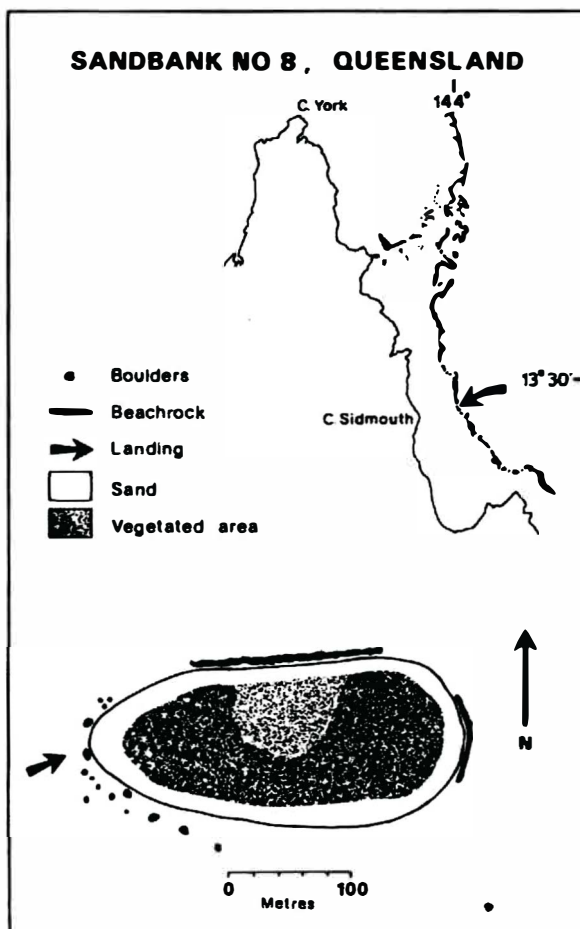 SANDBANK NO 8, QUEENSLAND
144°
C. York
13° 30'
C. Sidmouth
Boulders
Beachrock
Landing
Sand
Vegetated area
N
0 100
Metres